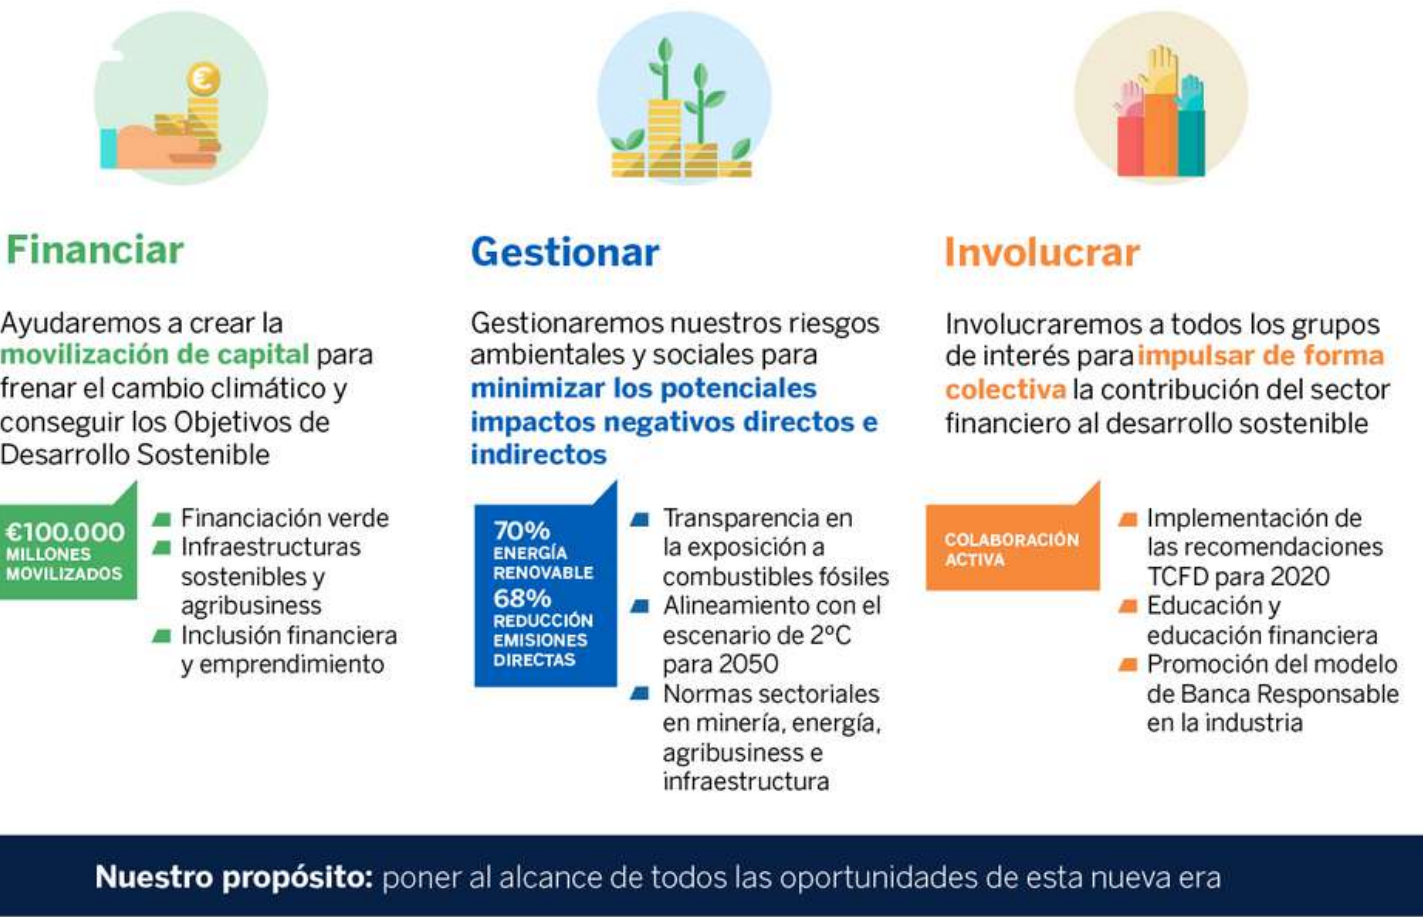 Financiar
Ayudaremos a crear la
movilización de capital para
frenar el cambio climático y
conseguir los Objetivos de
Desarrollo Sostenible
€100.000
MILLONES
MOVILIZADOS
Financiación verde
Infraestructuras
sostenibles y
agribusiness
Inclusión financiera
y emprendimiento
Gestionar
Gestionaremos nuestros riesgos
ambientales y sociales para
minimizar los potenciales
impactos negativos directos e
indirectos
70%
ENERGÍA
RENOVABLE
68%
REDUCCIÓN
EMISIONES
DIRECTAS
Transparencia en
la exposición a
combustibles fósiles
Alineamiento con el
escenario de 2ºC
para 2050
Normas sectoriales
en minería, energía,
agribusiness e
infraestructura
Involucrar
Involucraremos a todos los grupos
de interés para impulsar de forma
colectiva la contribución del sector
financiero al desarrollo sostenible
COLABORACIÓN
ACTIVA
Implementación de
las recomendaciones
TCFD para 2020
Educación y
educación financiera
Promoción del modelo
de Banca Responsable
en la industria
Nuestro propósito: poner al alcance de todos las oportunidades de esta nueva era